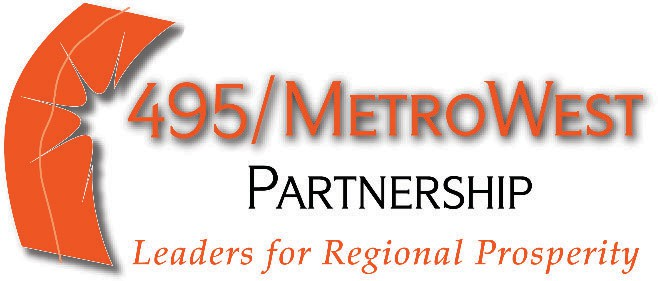 495/METROWEST
PARTNERSHIP
Leaders for Regional Prosperity